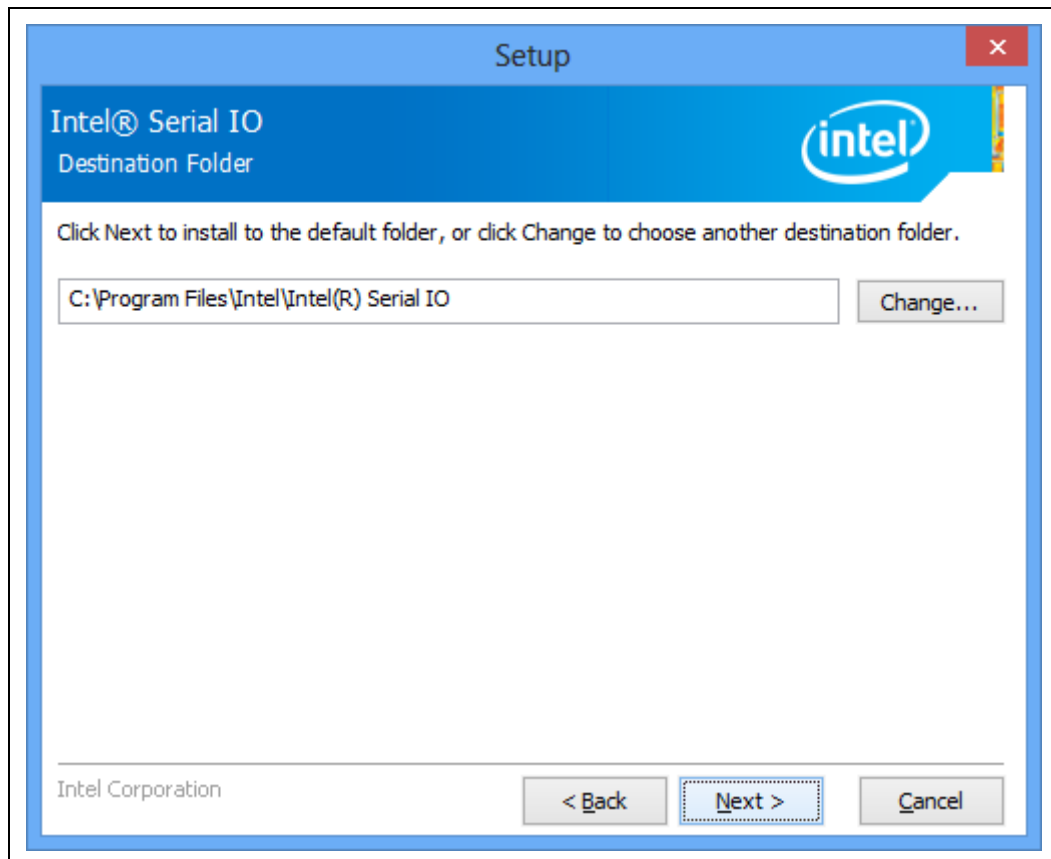 Setup
Intel® Serial IO
Destination Folder
intel
Click Next to install to the default folder, or click Change to choose another destination folder.
C:\Program Files\Intel\Intel(R) Serial IO
Change...
Intel Corporation
< Back
Next >
Cancel